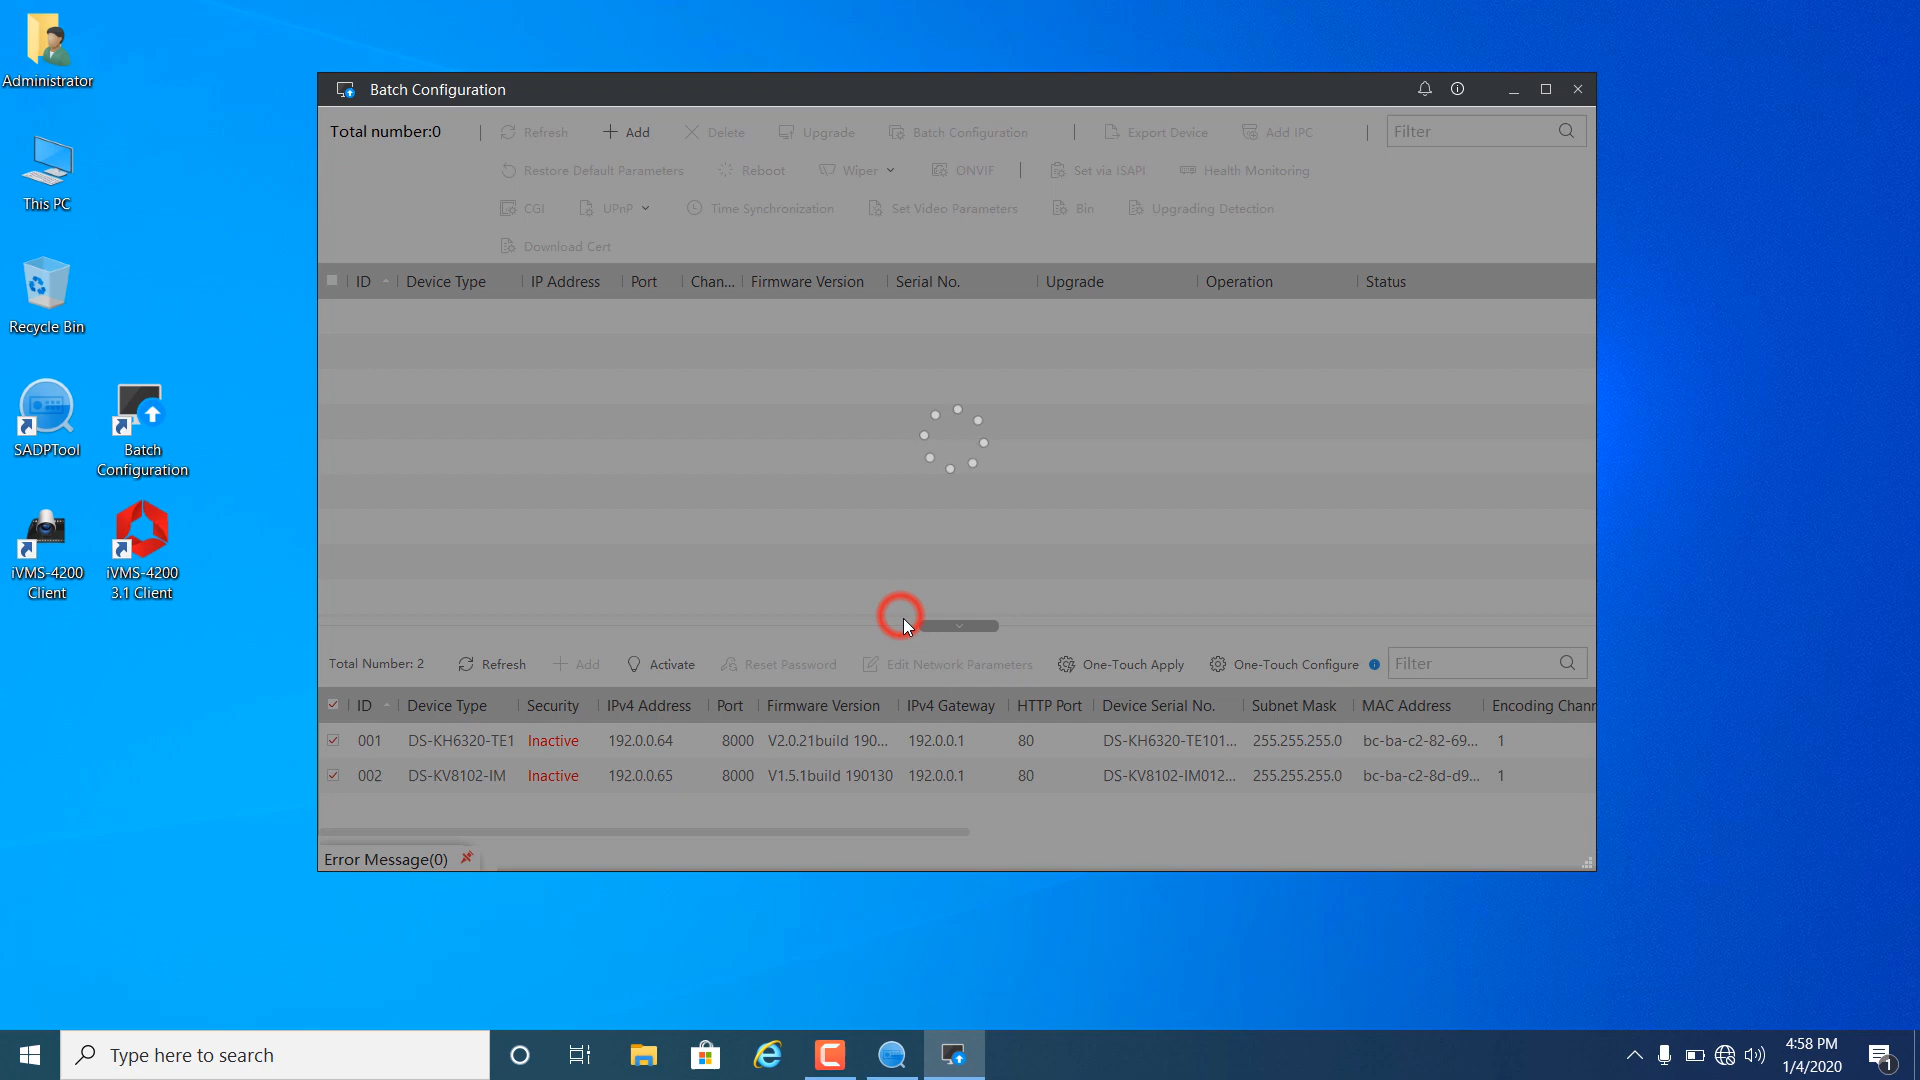 Administrator
This PC
Recycle Bin
SADPTool
Batch
Configuration
iVMS-4200
Client
iVMS-4200
3.1 Client
Batch Configuration
Total number:0
Refresh
Add
Delete
Upgrade
Batch Configuration
Export Device
Add IPC
Filter
Restore Default Parameters
Reboot
Wiper
ONVIF
Set via ISAPI
Health Monitoring
CGI
UPnP
Time Synchronization
Set Video Parameters
Bin
Upgrading Detection
Download Cert
ID Device Type IP Address Port Chan... Firmware Version Serial No. Upgrade Operation Status
Total Number: 2
Refresh
Add
Activate
Reset Password
Edit Network Parameters
One-Touch Apply
One-Touch Configure
Filter
ID Device Type Security IPv4 Address Port Firmware Version IPv4 Gateway HTTP Port Device Serial No. Subnet Mask MAC Address Encoding Chann
001 DS-KH6320-TE1 Inactive 192.0.0.64 8000 V2.0.21build 190... 192.0.0.1 80 DS-KH6320-TE101... 255.255.255.0 bc-ba-c2-82-69... 1
002 DS-KV8102-IM Inactive 192.0.0.65 8000 V1.5.1build 190130 192.0.0.1 80 DS-KV8102-IM012... 255.255.255.0 bc-ba-c2-8d-d9... 1
Error Message(0)
Type here to search
4:58 PM
1/4/2020
1